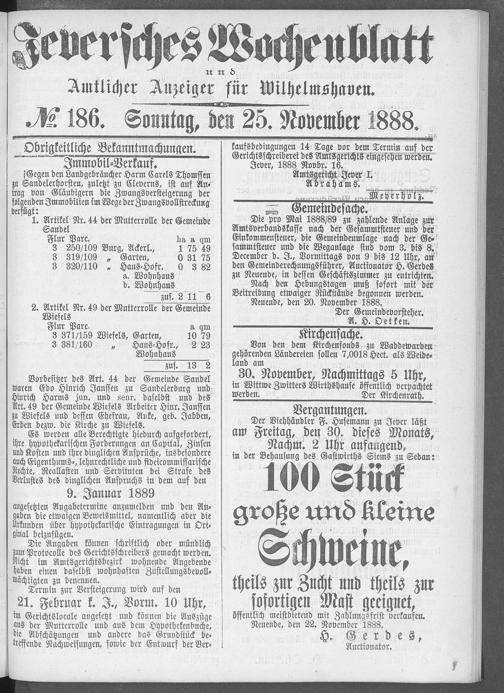 Jeversches Wochenblatt
und
Amtlicher Anzeiger für Wilhelmshaven.
№ 186. Sonntag, den 25. November 1888.
Obrigkeitliche Bekanntmachungen.
Immobil-Verkauf.
Gegen den Landgebräucher Harm Carels Thomssen
zu Sandelerhorsten, zuletzt zu Cleverns, ist auf An-
trag von Gläubigern die Zwangsversteigerung der
folgenden Immobilien im Wege der Zwangsvollstreckung
verfügt:
1. Artikel Nr. 44 der Mutterrolle der Gemeinde
Sandel
Flur Parc. ha a qm
3 250/109 Burg, Ackerl., 1 75 49
3 319/109 „ Garten, 0 31 75
3 320/110 „ Haus-Hofr. 0 3 82
a. Wohnhaus
b. Wohnhaus
zus. 2 11 6
2. Artikel Nr. 49 der Mutterrolle der Gemeinde
Wiefels
Flur Parc. a qm
3 371/159 Wiefels, Garten, 10 79
3 381/160 „ Haus-Hofr., 2 23
Wohnhaus
zus. 13 2
Vorbesitzer des Art. 44 der Gemeinde Sandel
waren Edo Hinrich Janssen zu Sandelerburg und
Hinrich Harms jun. und senr. daselbst und des
Art. 49 der Gemeinde Wiefels Arbeiter Hinr. Janssen
zu Wiefels und dessen Ehefrau, Anke, geb. Jabben,
Erben bezw. die Kirche zu Wiefels.
Es werden alle Berechtigte hiedurch aufgefordert,
ihre hypothekarischen Forderungen an Capital, Zinsen
und Kosten und ihre dinglichen Ansprüche, insbesondere
auch Eigenthums-, lehnrechtliche und fideicommissarische
Rechte, Reallasten und Servituten bei Strafe des
Verlustes des dinglichen Anspruchs in dem auf den
9. Januar 1889
angesetzten Angabetermine anzumelden und den An-
gaben die etwaigen Beweismittel, namentlich aber die
Urkunden über hypothekarische Eintragungen in Ori-
ginal beizufügen.
Die Angaben können schriftlich oder mündlich
zum Protocolle des Gerichtschreibers gemacht werden.
Nicht im Amtsgerichtsbezirk wohnende Angebende
haben einen daselbst wohnhaften Zustellungsbevoll-
mächtigten zu benennen.
Termin zur Versteigerung wird auf den
21. Februar k. J., Vorm. 10 Uhr,
im Gerichtslocale angesetzt und können die Auszüge
aus der Mutterrolle und aus dem Hypothekenbuche,
die Abschätzungen und andere das Grundstück be-
treffende Nachweisungen, sowie der Entwurf der Ver-
kaufsbedingungen 14 Tage vor dem Termin auf der
Gerichtsschreiberei des Amtsgerichts eingesehen werden.
Jever, 1888 Novbr. 16.
Amtsgericht Jever I.
Abrahams.
Meyerholz.
Gemeindesache.
Die pro Mai 1888/89 zu zahlende Anlage zur
Amtsverbandskasse nach der Gesammtsteuer und der
Einkommensteuer, die Gemeindeumlage nach der Ge-
sammtsteuer und die Weganlage sind vom 3. bis 8.
December d. J., Vormittags von 9 bis 12 Uhr, an
den Gemeinderechnungsführer, Auctionator H. Gerdes
zu Neuende, in dessen Geschäftszimmer zu entrichten.
Nach den Hebungstagen muß sofort mit der
Beitreibung etwaiger Rückstände begonnen werden.
Neuende, den 20. November 1888.
Der Gemeindevorsteher.
A. H. Oetken.
Kirchensache.
Von den dem Kirchenfonds zu Waddewarden
gehörenden Ländereien sollen 7,0018 Hect. als Weide-
land am
30. November, Nachmittags 5 Uhr,
in Wittwe Zwitters Wirthshause öffentlich verpachtet
werden. Der Kirchenrath.
Vergantungen.
Der Viehhändler F. Husemann zu Jever läßt
am Freitag, den 30. dieses Monats,
Nachm. 2 Uhr anfangend,
in der Behausung des Gastwirths Siems zu Sedan:
100 Stück
große und kleine
Schweine,
theils zur Zucht und theils zur
sofortigen Mast geeignet,
öffentlich meistbietend mit Zahlungsfrist verkaufen.
Neuende, den 22. November 1888.
H. Gerdes,
Auctionator.